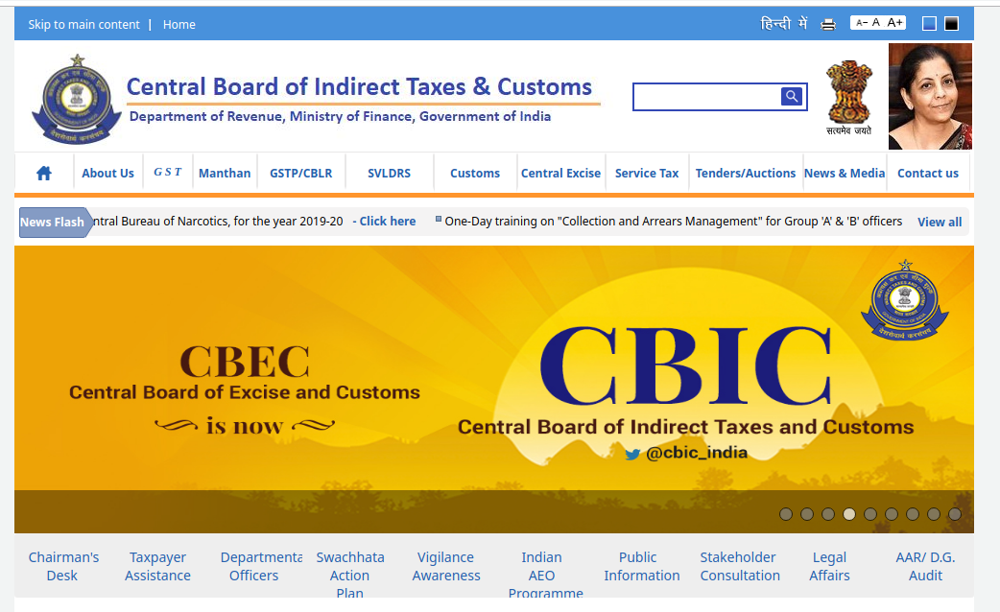 Skip to main content | Home
हिन्दी में A- A A+
Central Board of Indirect Taxes & Customs
Department of Revenue, Ministry of Finance, Government of India
सत्यमेव जयते
About Us GST Manthan GSTP/CBLR SVLDRS Customs Central Excise Service Tax Tenders/Auctions News & Media Contact us
News Flash ntral Bureau of Narcotics, for the year 2019-20 - Click here One-Day training on "Collection and Arrears Management" for Group 'A' & 'B' officers View all
CBEC
Central Board of Excise and Customs
is now
CBIC
Central Board of Indirect Taxes and Customs
@cbic_india
Chairman's
Desk
Taxpayer
Assistance
Departmenta
Officers
Swachhata
Action
Plan
Vigilance
Awareness
Indian
AEO
Programme
Public
Information
Stakeholder
Consultation
Legal
Affairs
AAR/ D.G.
Audit